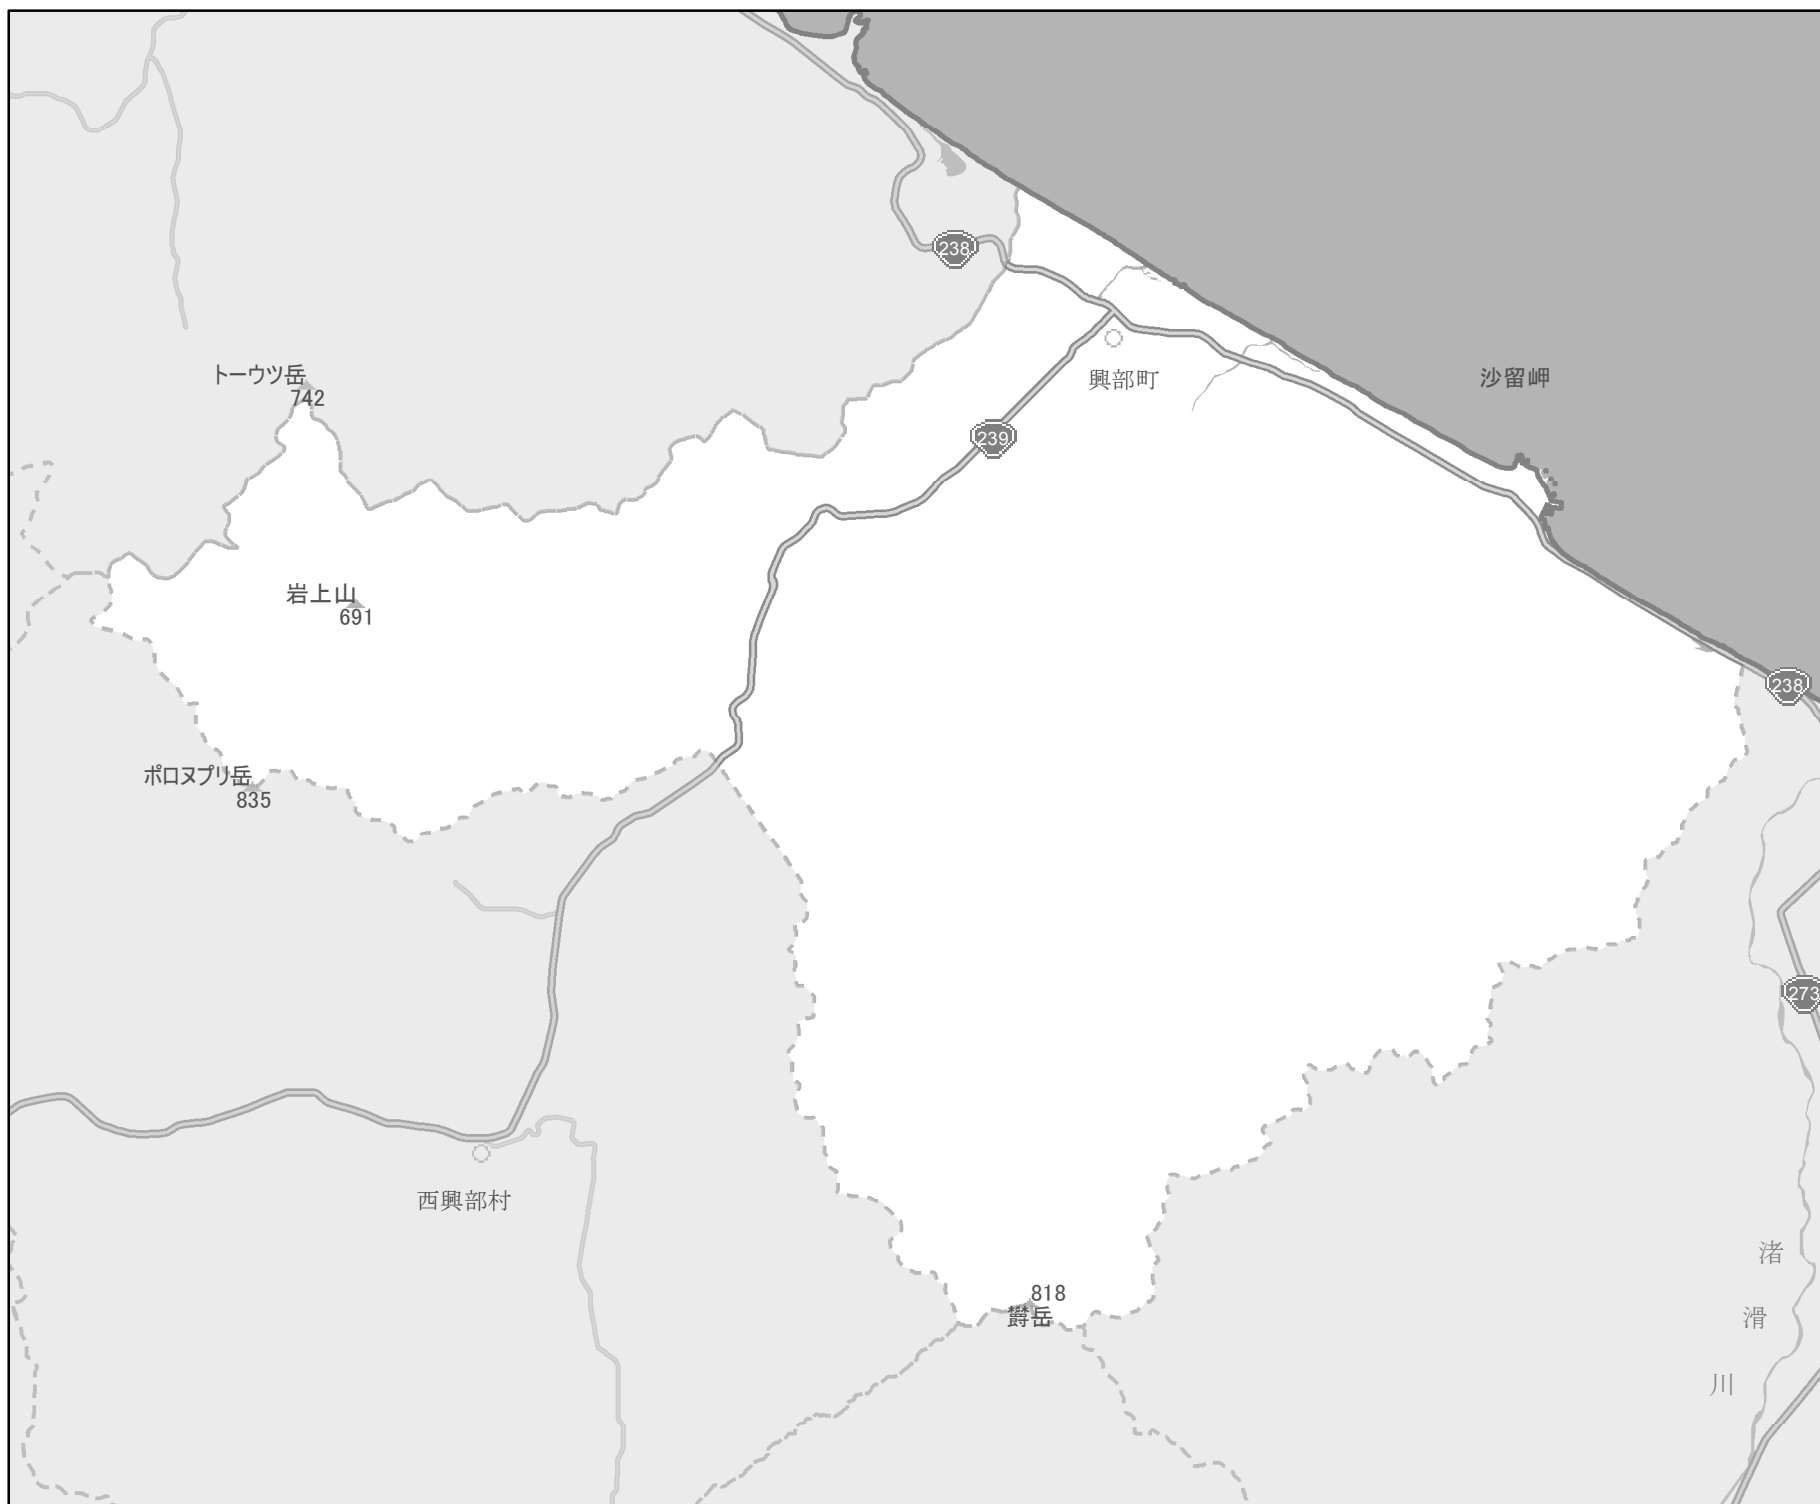 238
トーウツ岳
742
沙留岬
興部町
239
岩上山
691
238
ポロヌプリ岳
835
273
西興部村
渚滑川
818
欝岳